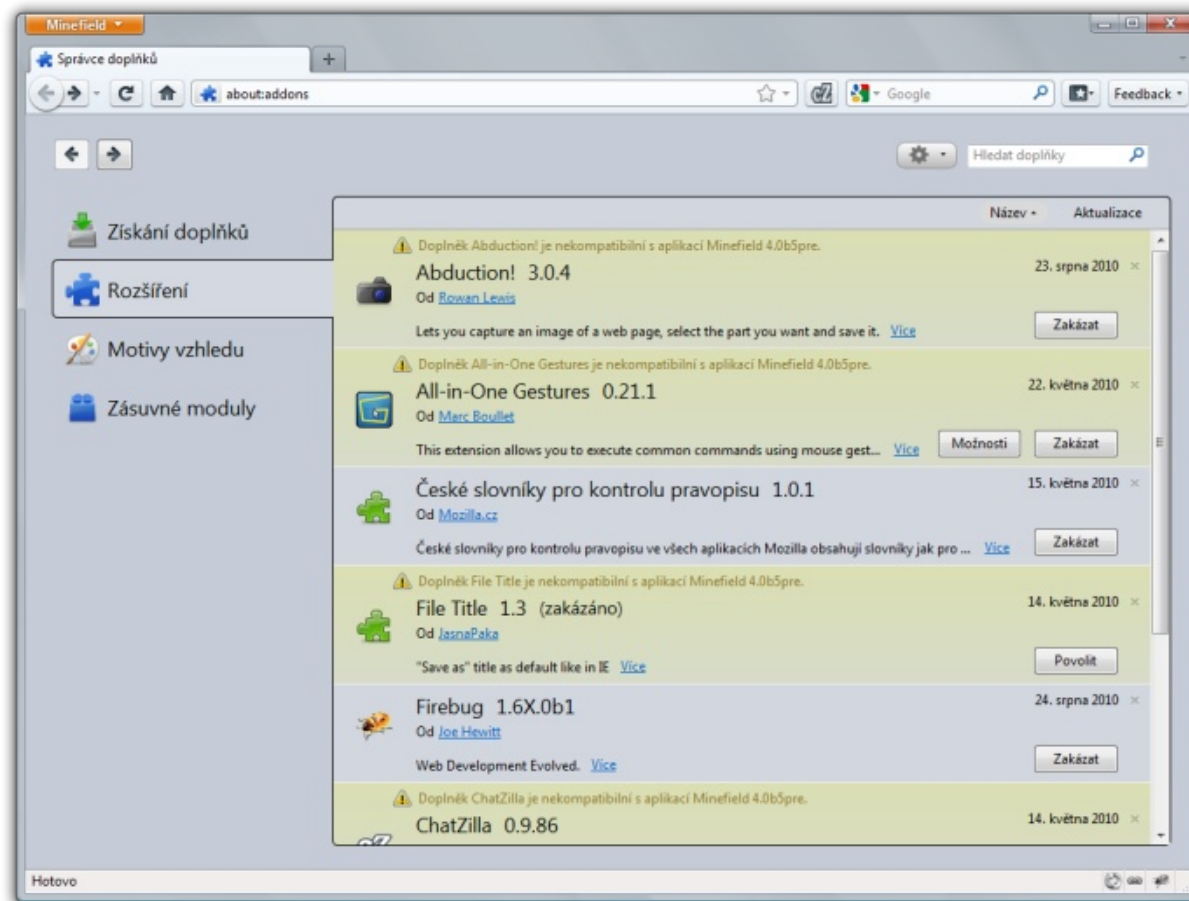 Minefield
Správce doplňků
about:addons
Google
Feedback
Hledat doplňky
Získání doplňků
Rozšíření
Motivy vzhledu
Zásuvné moduly
Název
Aktualizace
Doplněk Abduction! je nekompatibilní s aplikací Minefield 4.0b5pre.
Abduction! 3.0.4
23. srpna 2010
Od Rowan Lewis
Lets you capture an image of a web page, select the part you want and save it. Více
Zakázat
Doplněk All-in-One Gestures je nekompatibilní s aplikací Minefield 4.0b5pre.
All-in-One Gestures 0.21.1
22. května 2010
Od Marc Boullet
This extension allows you to execute common commands using mouse gest... Více
Možnosti
Zakázat
České slovníky pro kontrolu pravopisu 1.0.1
15. května 2010
Od Mozilla.cz
České slovníky pro kontrolu pravopisu ve všech aplikacích Mozilla obsahují slovníky jak pro ... Více
Zakázat
Doplněk File Title je nekompatibilní s aplikací Minefield 4.0b5pre.
File Title 1.3 (zakázáno)
14. května 2010
Od JasnaPaka
"Save as" title as default like in IE Více
Povolit
Firebug 1.6X.0b1
24. srpna 2010
Od Joe Hewitt
Web Development Evolved. Více
Zakázat
Doplněk ChatZilla je nekompatibilní s aplikací Minefield 4.0b5pre.
ChatZilla 0.9.86
14. května 2010
Hotovo